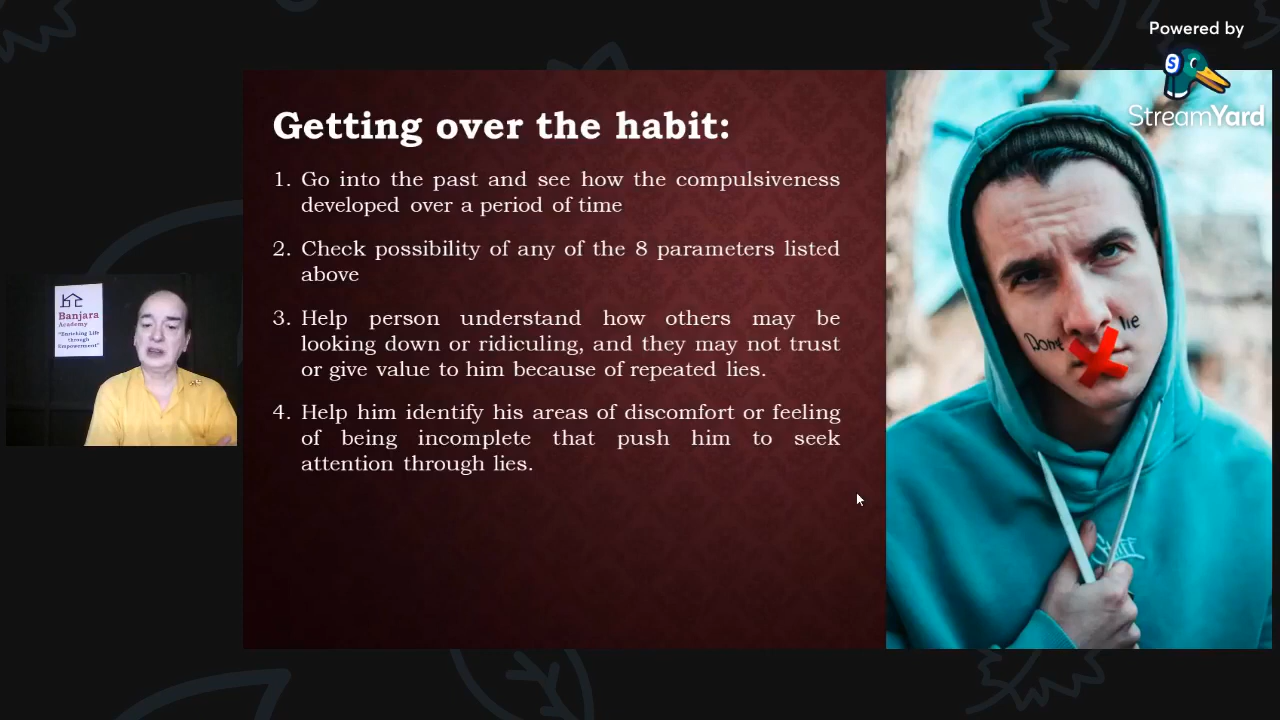 Powered by
S
StreamYard
Getting over the habit:
1. Go into the past and see how the compulsiveness
developed over a period of time
2. Check possibility of any of the 8 parameters listed
above
3. Help person understand how others may be
looking down or ridiculing, and they may not trust
or give value to him because of repeated lies.
4. Help him identify his areas of discomfort or feeling
of being incomplete that push him to seek
attention through lies.
Banjara
Academy
"Enriching Life
through
Empowerment"
Dont lie